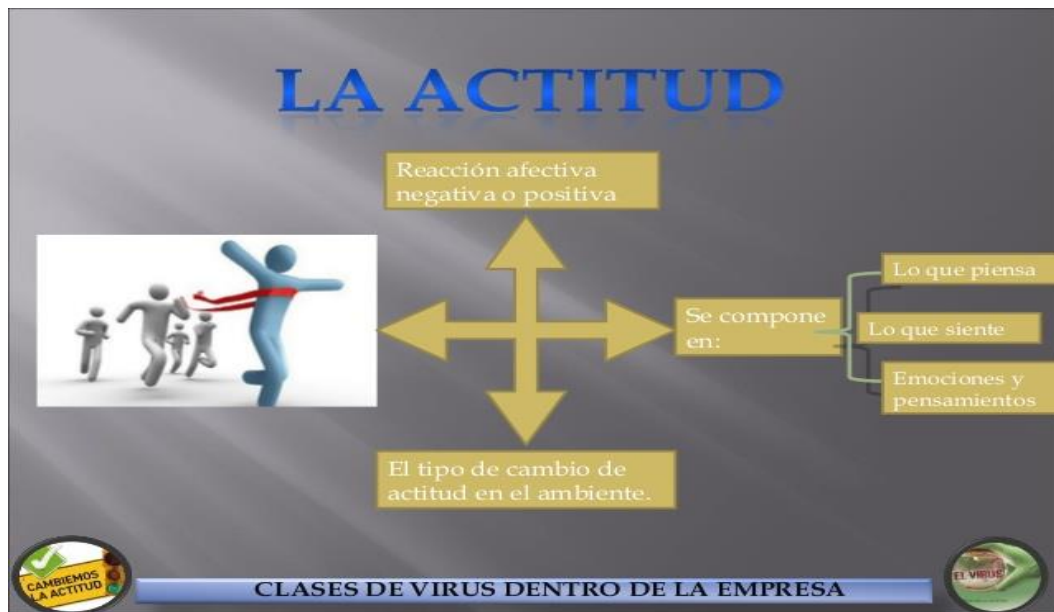 LA ACTITUD
Reacción afectiva
negativa o positiva
Se compone
en:
Lo que piensa
Lo que siente
Emociones y
pensamientos
El tipo de cambio de
actitud en el ambiente.
CAMBIEMOS
LA ACTITUD
CLASES DE VIRUS DENTRO DE LA EMPRESA
EL VIRUS